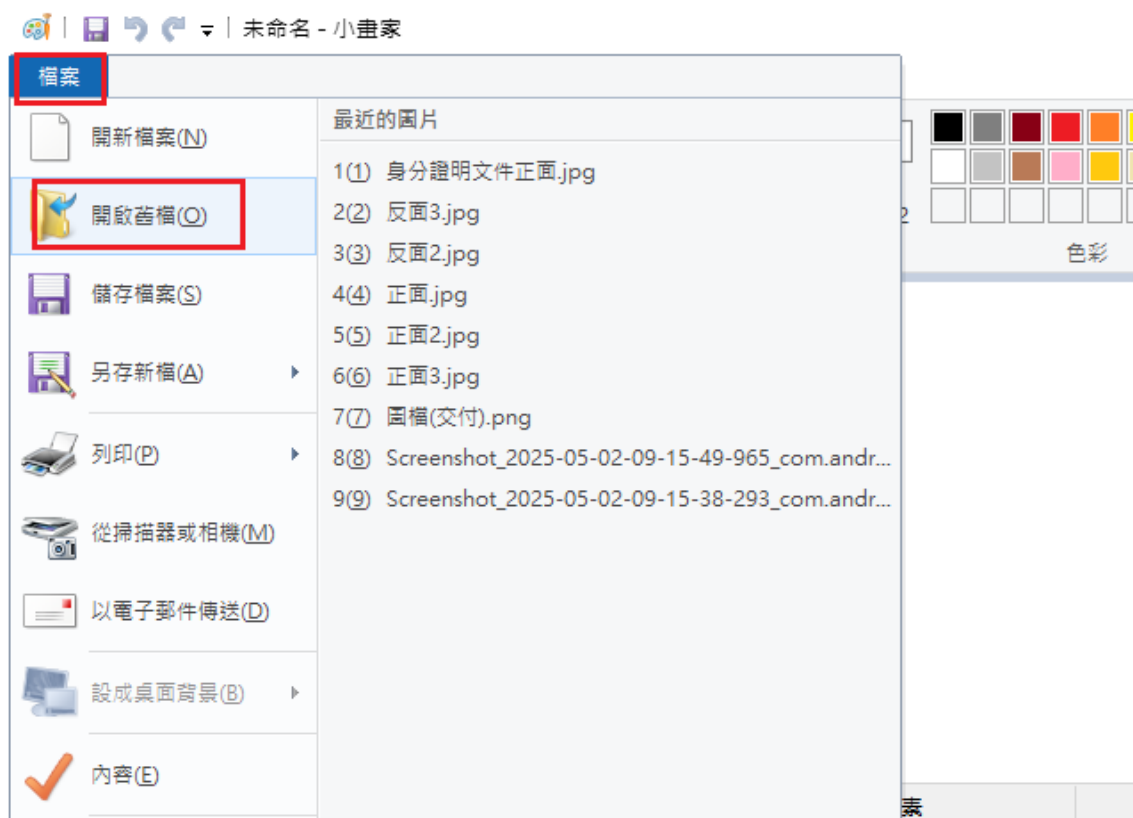 未命名 - 小畫家
檔案
開新檔案(N)
開啟舊檔(O)
儲存檔案(S)
另存新檔(A)
列印(P)
從掃描器或相機(M)
以電子郵件傳送(D)
設成桌面背景(B)
內容(E)
最近的圖片
1(1) 身分證明文件正面.jpg
2(2) 反面3.jpg
3(3) 反面2.jpg
4(4) 正面.jpg
5(5) 正面2.jpg
6(6) 正面3.jpg
7(7) 圖檔(交付).png
8(8) Screenshot_2025-05-02-09-15-49-965_com.andr...
9(9) Screenshot_2025-05-02-09-15-38-293_com.andr...
2
色彩
素